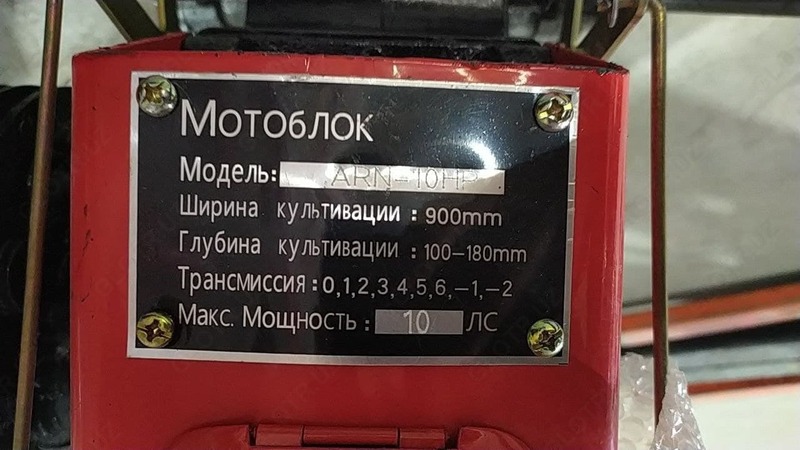 Мотоблок
Модель: ARN-10HP
Ширина культивации : 900mm
Глубина культивации : 100-180mm
Трансмиссия : 0,1,2,3,4,5,6,-1,-2
Макс. Мощность : 10 ЛС